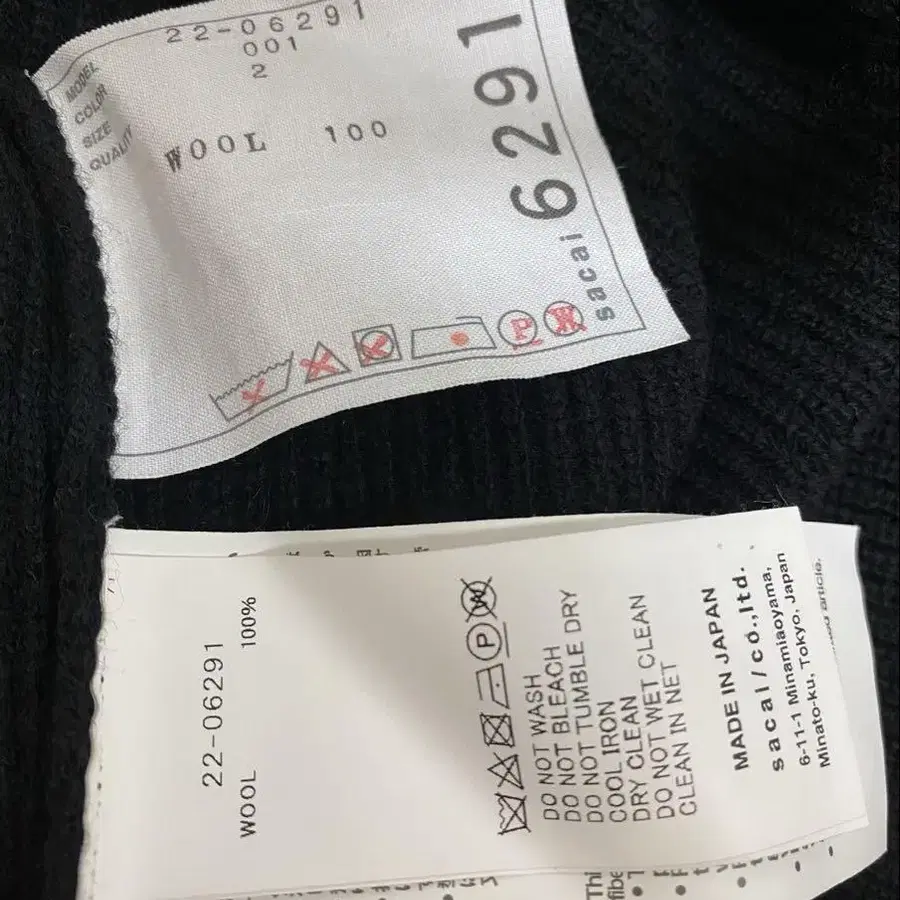 MODEL 22-06291
COLOR 001
SIZE 2
QUALITY WOOL 100
sacai 6291
P
W
22-06291
WOOL 100%
P
W
DO NOT WASH
DO NOT BLEACH
DO NOT TUMBLE DRY
COOL IRON
DRY CLEAN
DO NOT WET CLEAN
CLEAN IN NET
MADE IN JAPAN
sacai/co.,ltd.
6-11-1 Minamiaoyama,
Minato-ku, Tokyo, Japan
article.